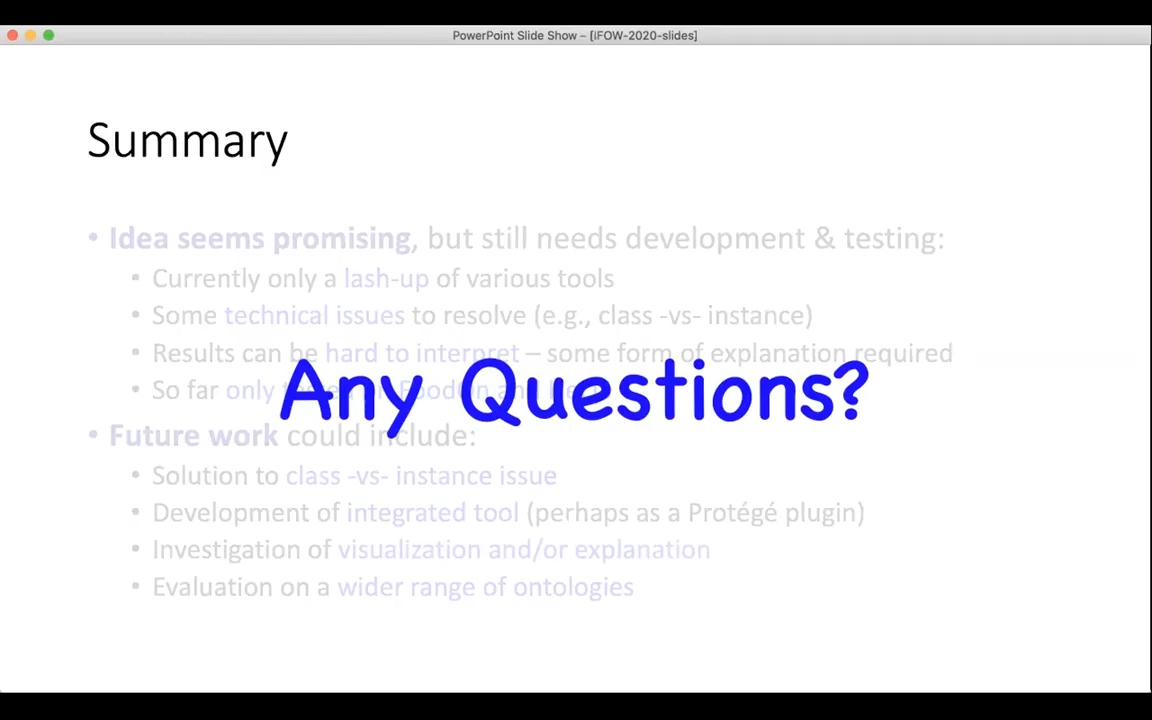 PowerPoint Slide Show – [iFOW-2020-slides]
Summary
• Idea seems promising, but still needs development & testing:
• Currently only a lash-up of various tools
• Some technical issues to resolve (e.g., class -vs- instance)
• Results can be hard to interpret – some form of explanation required
• So far only
Any Questions?
• Future work could include:
• Solution to class -vs- instance issue
• Development of integrated tool (perhaps as a Protégé plugin)
• Investigation of visualization and/or explanation
• Evaluation on a wider range of ontologies